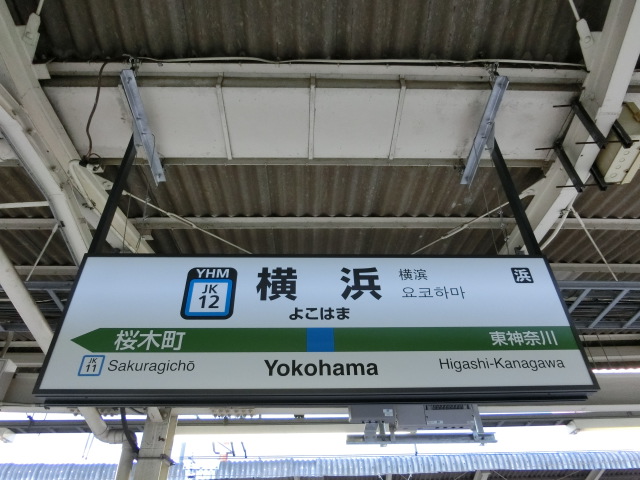 YHM
JK
12
横浜
横滨
요코하마
浜
よこはま
桜木町
東神奈川
JK
11
Sakuragichō
Yokohama
Higashi-Kanagawa